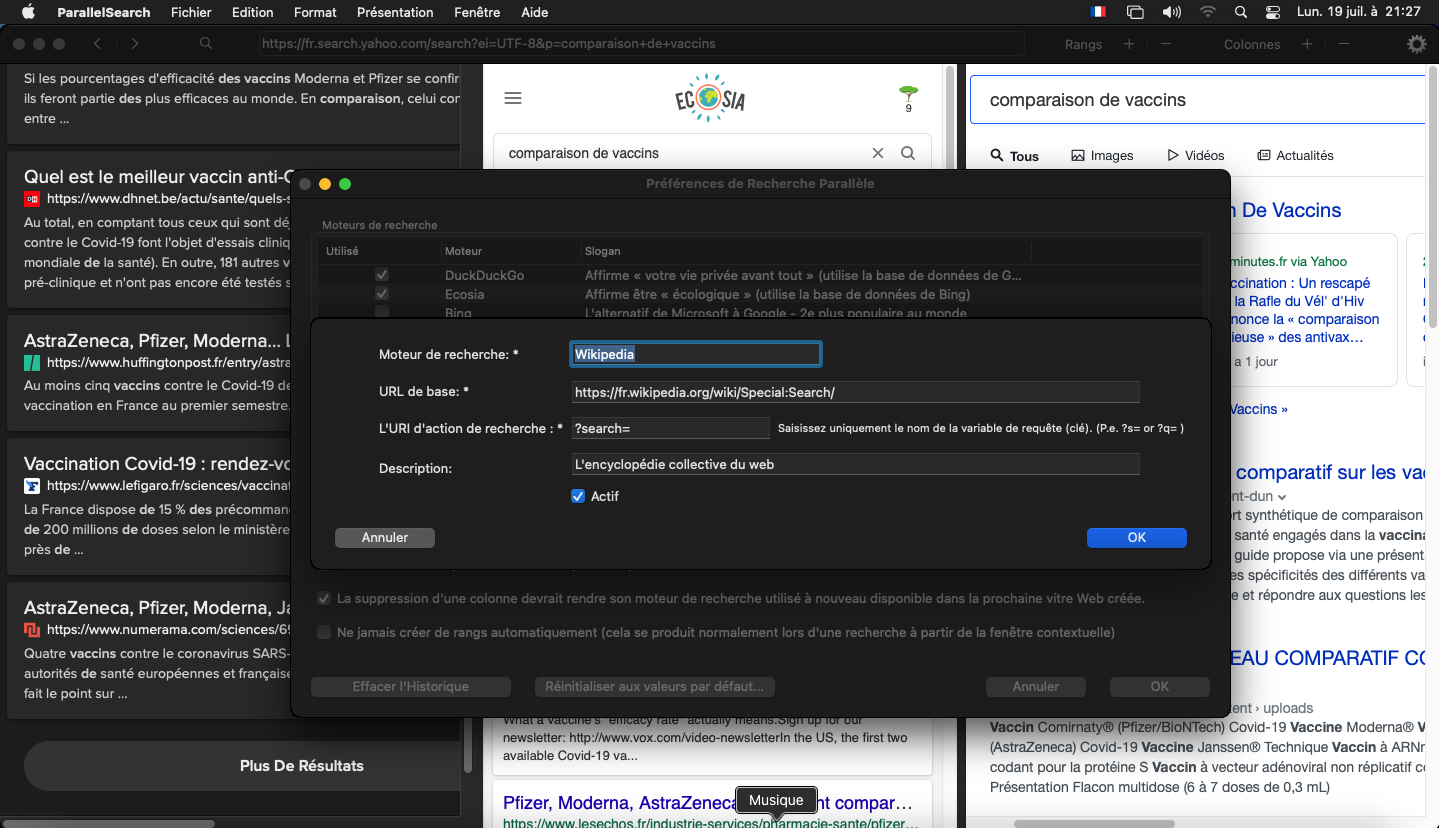 ParallelSearch Fichier Edition Format Présentation Fenêtre Aide Lun. 19 juil. à 21:27
https://fr.search.yahoo.com/search?ei=UTF-8&p=comparaison+de+vaccins Rangs + − Colonnes + −
Si les pourcentages d'efficacité des vaccins Moderna et Pfizer se confir
ils feront partie des plus efficaces au monde. En comparaison, celui con
entre ...
Quel est le meilleur vaccin anti-C
https://www.dhnet.be/actu/sante/quels-s
Au total, en comptant tous ceux qui sont déj
contre le Covid-19 font l'objet d'essais cliniq
mondiale de la santé). En outre, 181 autres v
pré-clinique et n'ont pas encore été testés s
AstraZeneca, Pfizer, Moderna... L
https://www.huffingtonpost.fr/entry/astra
Au moins cinq vaccins contre le Covid-19 de
vaccination en France au premier semestre.
Vaccination Covid-19 : rendez-vo
https://www.lefigaro.fr/sciences/vaccinat
La France dispose de 15 % des précomman
de 200 millions de doses selon le ministère
près de ...
AstraZeneca, Pfizer, Moderna, Ja
https://www.numerama.com/sciences/69
Quatre vaccins contre le coronavirus SARS-
autorités de santé européennes et française
fait le point sur ...
Plus De Résultats
ECOSIA
9
comparaison de vaccins
What a vaccine's "efficacy rate" actually means.Sign up for our
newsletter: http://www.vox.com/video-newsletterIn the US, the first two
available Covid-19 va...
Pfizer, Moderna, AstraZeneca nt compar...
https://www.lesechos.fr/industrie-services/pharmacie-sante/pfizer...
Musique
comparaison de vaccins
Tous Images Vidéos Actualités
n De Vaccins
minutes.fr via Yahoo
ccination : Un rescapé
la Rafle du Vél' d'Hiv
nonce la « comparaison
ieuse » des antivax...
a 1 jour
Vaccins »
comparatif sur les vac
nt-dun
rt synthétique de comparaison
santé engagés dans la vaccina
guide propose via une présent
es spécificités des différents va
e et répondre aux questions les
EAU COMPARATIF CO
ent › uploads
Vaccin Comirnaty® (Pfizer/BioNTech) Covid-19 Vaccine Moderna® V
(AstraZeneca) Covid-19 Vaccine Janssen® Technique Vaccin à ARNm
codant pour la protéine S Vaccin à vecteur adénoviral non réplicatif co
Présentation Flacon multidose (6 à 7 doses de 0,3 mL)
Préférences de Recherche Parallèle
Moteurs de recherche
Utilisé Moteur Slogan
DuckDuckGo Affirme « votre vie privée avant tout » (utilise la base de données de G...
Ecosia Affirme être « écologique » (utilise la base de données de Bing)
Bing L'alternatif de Microsoft à Google - 2e plus populaire au monde
Moteur de recherche: * Wikipedia
URL de base: * https://fr.wikipedia.org/wiki/Special:Search/
L'URI d'action de recherche : * ?search= Saisissez uniquement le nom de la variable de requête (clé). (P.e. ?s= or ?q= )
Description: L'encyclopédie collective du web
Actif
Annuler OK
La suppression d'une colonne devrait rendre son moteur de recherche utilisé à nouveau disponible dans la prochaine vitre Web créée.
Ne jamais créer de rangs automatiquement (cela se produit normalement lors d'une recherche à partir de la fenêtre contextuelle)
Effacer l'Historique Réinitialiser aux valeurs par défaut... Annuler OK